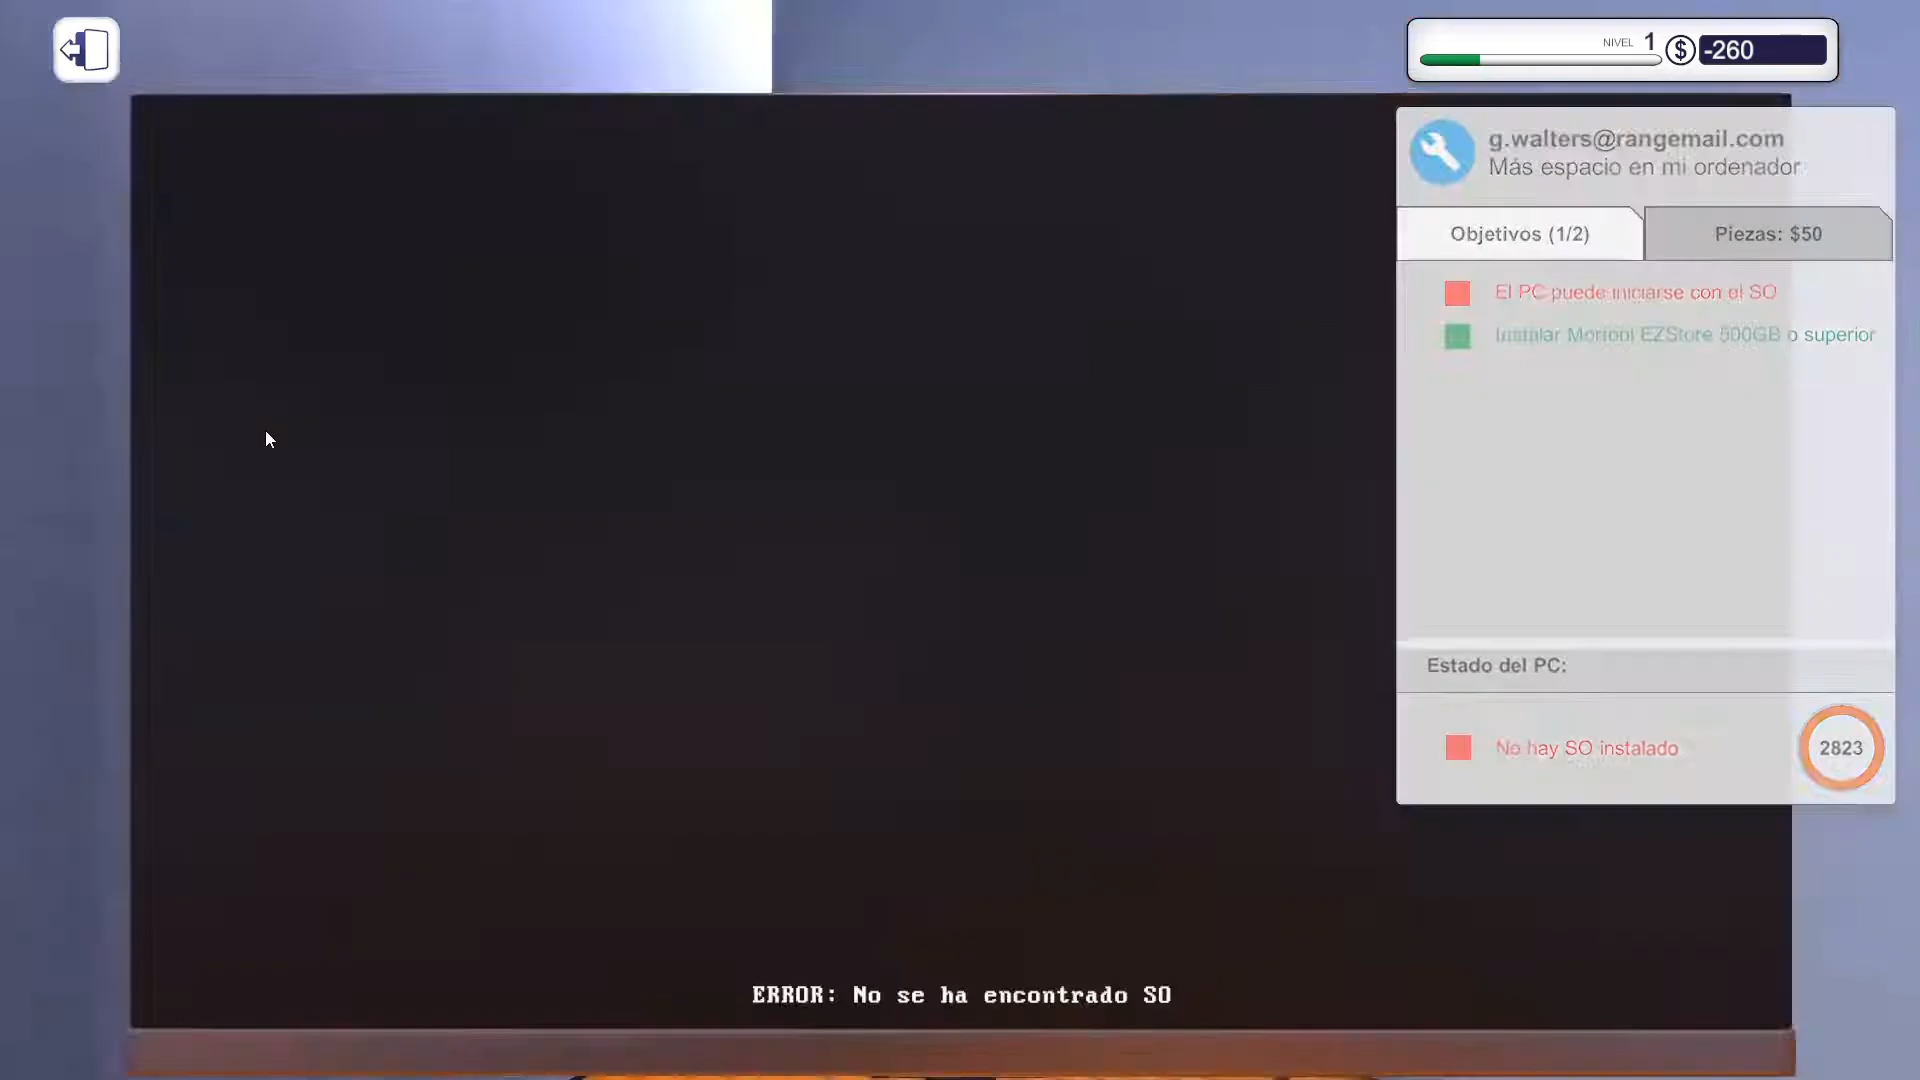 NIVEL 1 $ -260
g.walters@rangemail.com
Más espacio en mi ordenador
Objetivos (1/2)
Piezas: $50
El PC puede iniciarse con el SO
Instalar Mortoni EZStore 500GB o superior
Estado del PC:
No hay SO instalado
2823
ERROR: No se ha encontrado SO